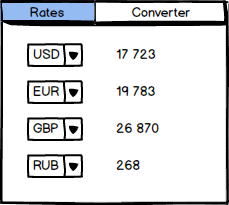 Rates Converter
USD 17 723
EUR 19 783
GBP 26 870
RUB 268